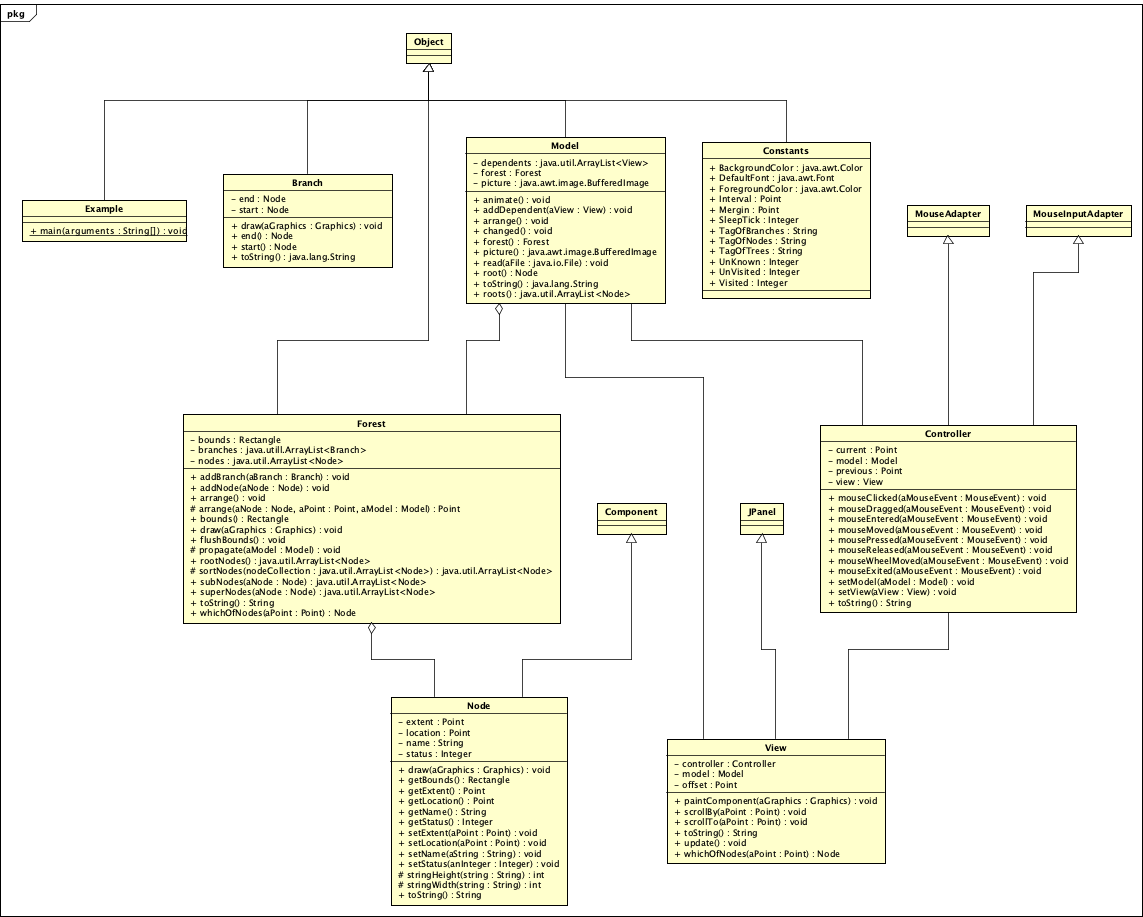 pkg
Object
Example
+ main(arguments : String[]) : void
Branch
- end : Node
- start : Node
+ draw(aGraphics : Graphics) : void
+ end() : Node
+ start() : Node
+ toString() : java.lang.String
Model
- dependents : java.util.ArrayList<View>
- forest : Forest
- picture : java.awt.image.BufferedImage
+ animate() : void
+ addDependent(aView : View) : void
+ arrange() : void
+ changed() : void
+ forest() : Forest
+ picture() : java.awt.image.BufferedImage
+ read(aFile : java.io.File) : void
+ root() : Node
+ toString() : java.lang.String
+ roots() : java.util.ArrayList<Node>
Constants
+ BackgroundColor : java.awt.Color
+ DefaultFont : java.awt.Font
+ ForegroundColor : java.awt.Color
+ Interval : Point
+ Mergin : Point
+ SleepTick : Integer
+ TagOfBranches : String
+ TagOfNodes : String
+ TagOfTrees : String
+ UnKnown : Integer
+ UnVisited : Integer
+ Visited : Integer
MouseAdapter
MouseInputAdapter
Forest
- bounds : Rectangle
- branches : java.utill.ArrayList<Branch>
- nodes : java.util.ArrayList<Node>
+ addBranch(aBranch : Branch) : void
+ addNode(aNode : Node) : void
+ arrange() : void
# arrange(aNode : Node, aPoint : Point, aModel : Model) : Point
+ bounds() : Rectangle
+ draw(aGraphics : Graphics) : void
+ flushBounds() : void
# propagate(aModel : Model) : void
+ rootNodes() : java.util.ArrayList<Node>
# sortNodes(nodeCollection : java.util.ArrayList<Node>) : java.util.ArrayList<Node>
+ subNodes(aNode : Node) : java.util.ArrayList<Node>
+ superNodes(aNode : Node) : java.util.ArrayList<Node>
+ toString() : String
+ whichOfNodes(aPoint : Point) : Node
Component
JPanel
Controller
- current : Point
- model : Model
- previous : Point
- view : View
+ mouseClicked(aMouseEvent : MouseEvent) : void
+ mouseDragged(aMouseEvent : MouseEvent) : void
+ mouseEntered(aMouseEvent : MouseEvent) : void
+ mouseMoved(aMouseEvent : MouseEvent) : void
+ mousePressed(aMouseEvent : MouseEvent) : void
+ mouseReleased(aMouseEvent : MouseEvent) : void
+ mouseWheelMoved(aMouseEvent : MouseEvent) : void
+ mouseExited(aMouseEvent : MouseEvent) : void
+ setModel(aModel : Model) : void
+ setView(aView : View) : void
+ toString() : String
Node
- extent : Point
- location : Point
- name : String
- status : Integer
+ draw(aGraphics : Graphics) : void
+ getBounds() : Rectangle
+ getExtent() : Point
+ getLocation() : Point
+ getName() : String
+ getStatus() : Integer
+ setExtent(aPoint : Point) : void
+ setLocation(aPoint : Point) : void
+ setName(aString : String) : void
+ setStatus(anInteger : Integer) : void
# stringHeight(string : String) : int
# stringWidth(string : String) : int
+ toString() : String
View
- controller : Controller
- model : Model
- offset : Point
+ paintComponent(aGraphics : Graphics) : void
+ scrollBy(aPoint : Point) : void
+ scrollTo(aPoint : Point) : void
+ toString() : String
+ update() : void
+ whichOfNodes(aPoint : Point) : Node